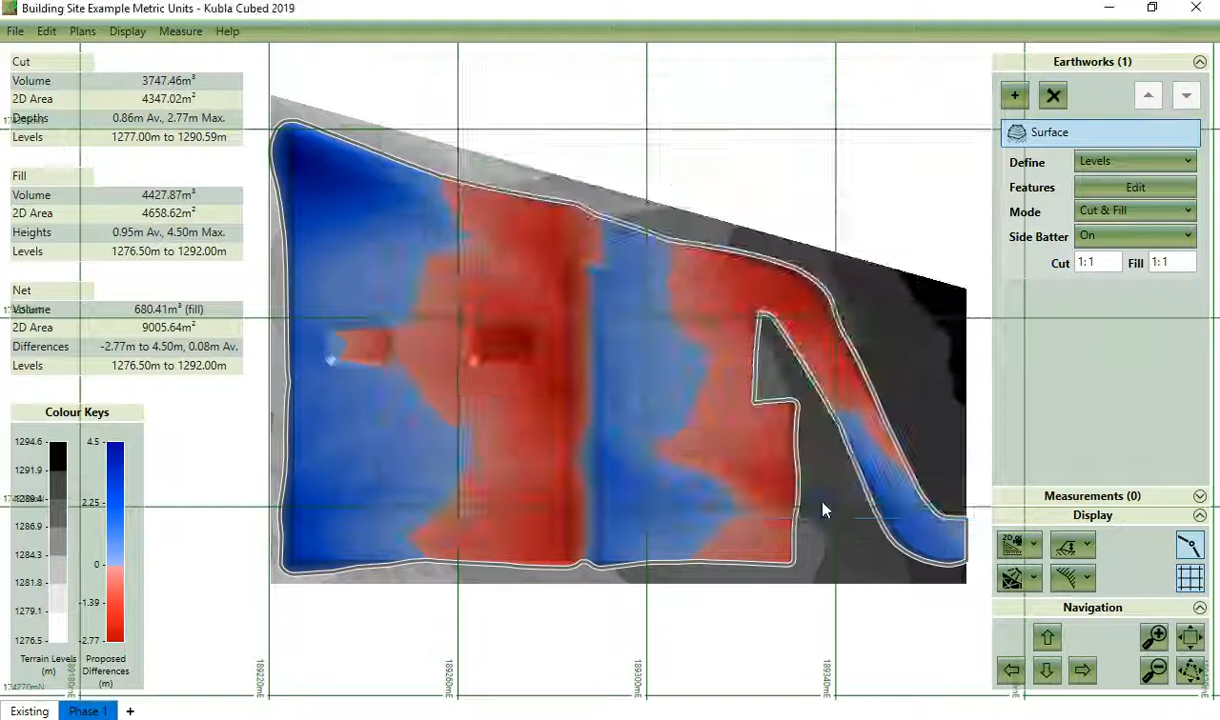 Building Site Example Metric Units - Kubla Cubed 2019
File Edit Plans Display Measure Help
Cut
Volume 3747.46m³
2D Area 4347.02m²
Depths 0.86m Av., 2.77m Max.
Levels 1277.00m to 1290.59m
Fill
Volume 4427.87m³
2D Area 4658.62m²
Heights 0.95m Av., 4.50m Max.
Levels 1276.50m to 1292.00m
Net
Volume 680.41m³ (fill)
2D Area 9005.64m²
Differences -2.77m to 4.50m, 0.08m Av.
Levels 1276.50m to 1292.00m
Colour Keys
1294.6 4.5
1291.9
1289.4 2.25
1286.9
1284.3 0
1281.8 -1.39
1279.1
1276.5 -2.77
Terrain Levels (m)
Proposed Differences (m)
174270mN
189220mE
189260mE
189300mE
189340mE
Earthworks (1)
Surface
Define Levels
Features Edit
Mode Cut & Fill
Side Batter On
Cut 1:1 Fill 1:1
Measurements (0)
Display
2D
Navigation
Existing Phase 1 +